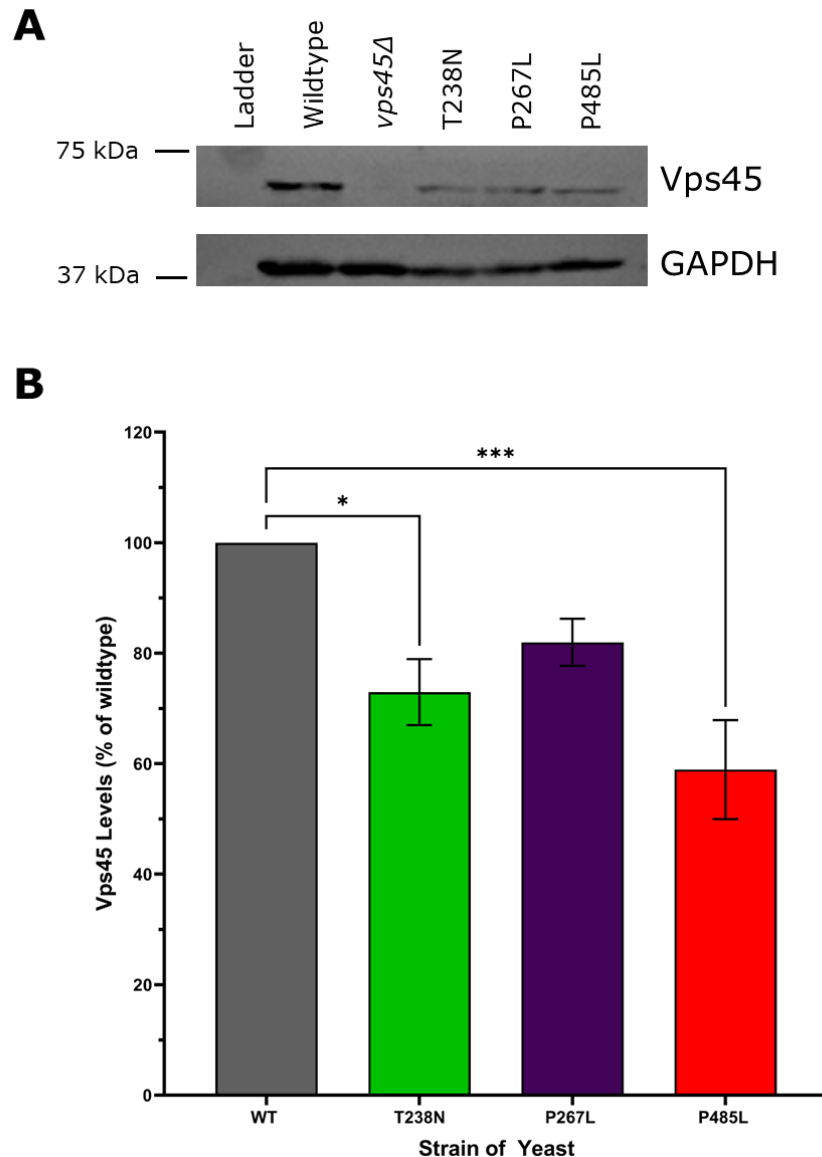 A
Ladder
Wildtype
vps45Δ
T238N
P267L
P485L
75 kDa
Vps45
37 kDa
GAPDH
B
120
100
80
60
40
20
0
***
*
Vps45 Levels (% of wildtype)
WT
T238N
P267L
P485L
Strain of Yeast